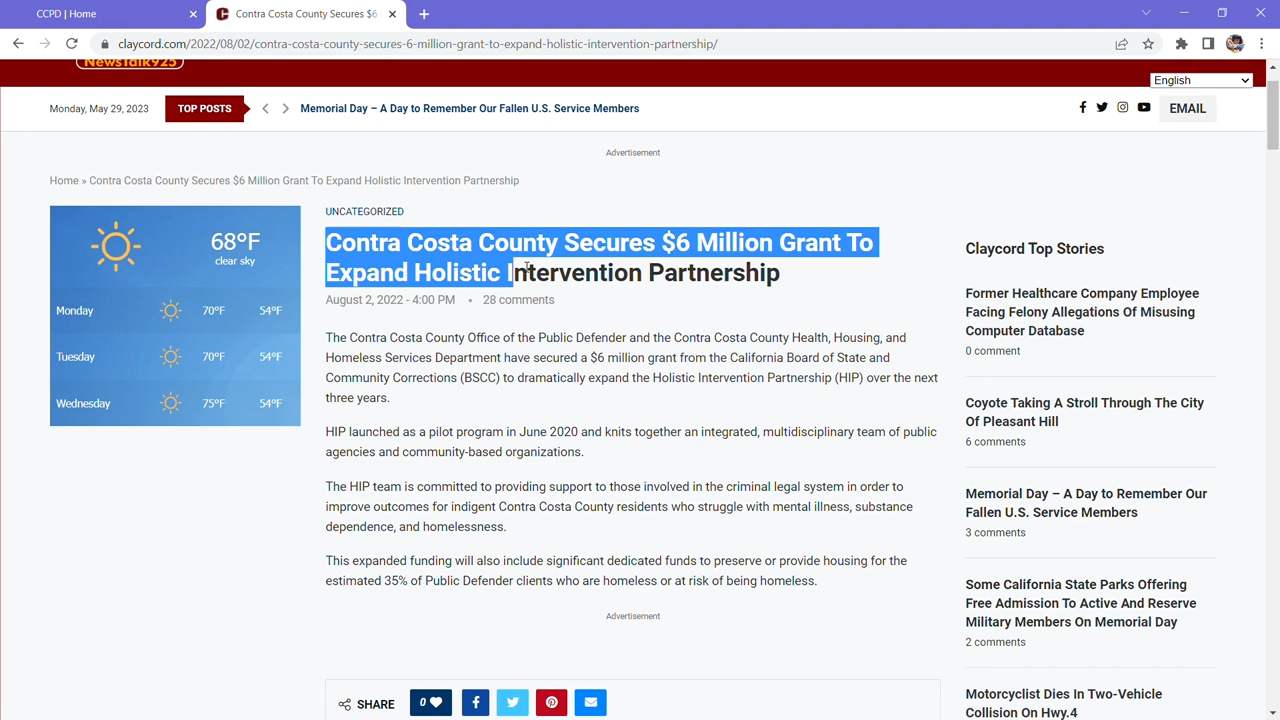 CCPD | Home
Contra Costa County Secures $6
claycord.com/2022/08/02/contra-costa-county-secures-6-million-grant-to-expand-holistic-intervention-partnership/
NewsTalk925
English
Monday, May 29, 2023
TOP POSTS
Memorial Day – A Day to Remember Our Fallen U.S. Service Members
EMAIL
Advertisement
Home » Contra Costa County Secures $6 Million Grant To Expand Holistic Intervention Partnership
68°F
clear sky
Monday 70°F 54°F
Tuesday 70°F 54°F
Wednesday 75°F 54°F
UNCATEGORIZED
Contra Costa County Secures $6 Million Grant To
Expand Holistic Intervention Partnership
August 2, 2022 - 4:00 PM • 28 comments
The Contra Costa County Office of the Public Defender and the Contra Costa County Health, Housing, and
Homeless Services Department have secured a $6 million grant from the California Board of State and
Community Corrections (BSCC) to dramatically expand the Holistic Intervention Partnership (HIP) over the next
three years.
HIP launched as a pilot program in June 2020 and knits together an integrated, multidisciplinary team of public
agencies and community-based organizations.
The HIP team is committed to providing support to those involved in the criminal legal system in order to
improve outcomes for indigent Contra Costa County residents who struggle with mental illness, substance
dependence, and homelessness.
This expanded funding will also include significant dedicated funds to preserve or provide housing for the
estimated 35% of Public Defender clients who are homeless or at risk of being homeless.
Advertisement
SHARE
0
Claycord Top Stories
Former Healthcare Company Employee
Facing Felony Allegations Of Misusing
Computer Database
0 comment
Coyote Taking A Stroll Through The City
Of Pleasant Hill
6 comments
Memorial Day – A Day to Remember Our
Fallen U.S. Service Members
3 comments
Some California State Parks Offering
Free Admission To Active And Reserve
Military Members On Memorial Day
2 comments
Motorcyclist Dies In Two-Vehicle
Collision On Hwy.4